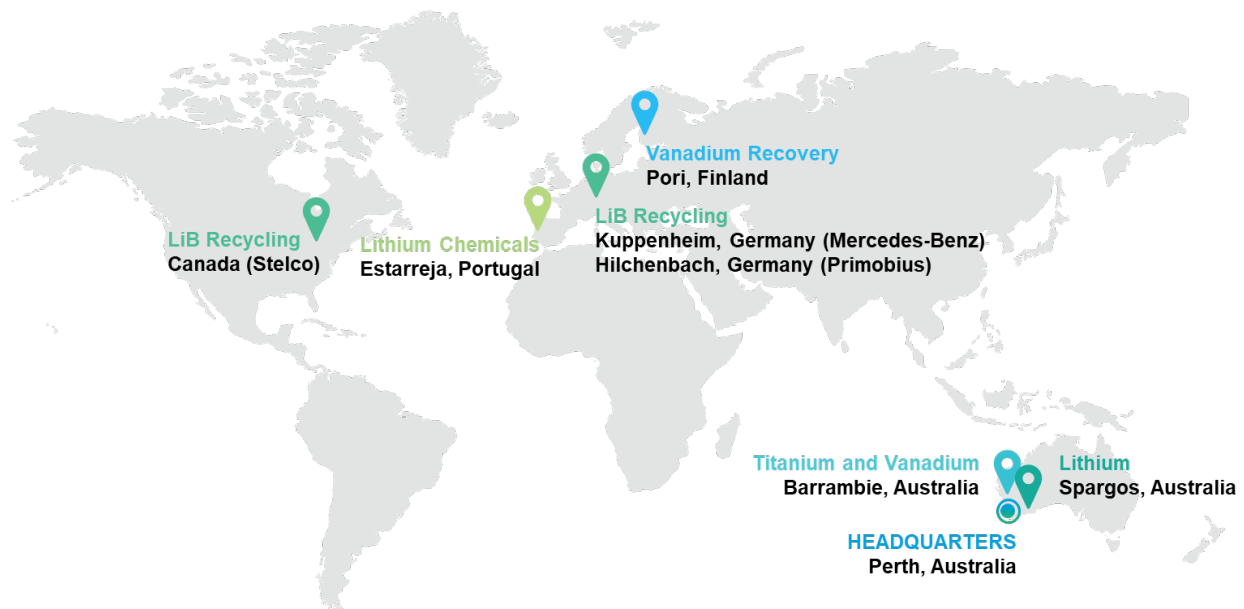 Vanadium Recovery
Pori, Finland
LiB Recycling
Kuppenheim, Germany (Mercedes-Benz)
Hilchenbach, Germany (Primobius)
LiB Recycling
Canada (Stelco)
Lithium Chemicals
Estarreja, Portugal
Titanium and Vanadium
Barrambie, Australia
Lithium
Spargos, Australia
HEADQUARTERS
Perth, Australia